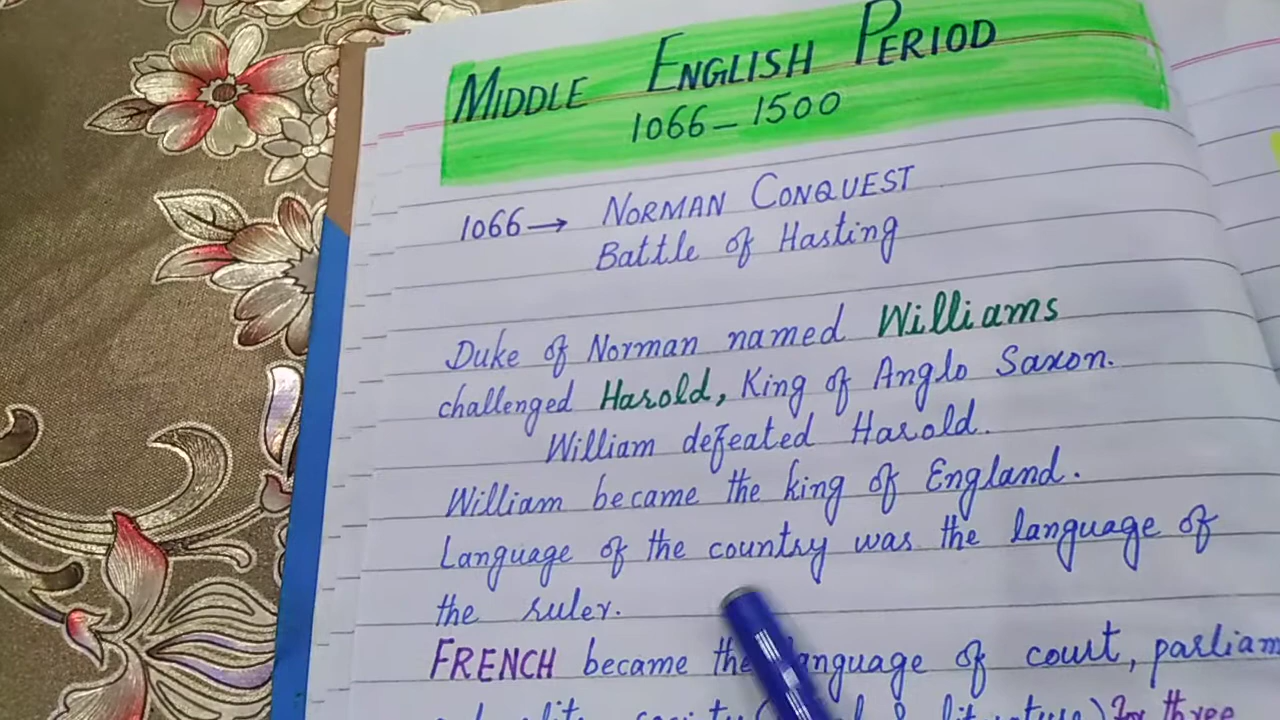 MIDDLE ENGLISH PERIOD
1066 – 1500
1066 → NORMAN CONQUEST
Battle of Hasting
Duke of Norman named Williams
challenged Harold, King of Anglo Saxon.
William defeated Harold.
William became the king of England.
Language of the country was the language of
the ruler.
FRENCH became the language of court, parliam
for three